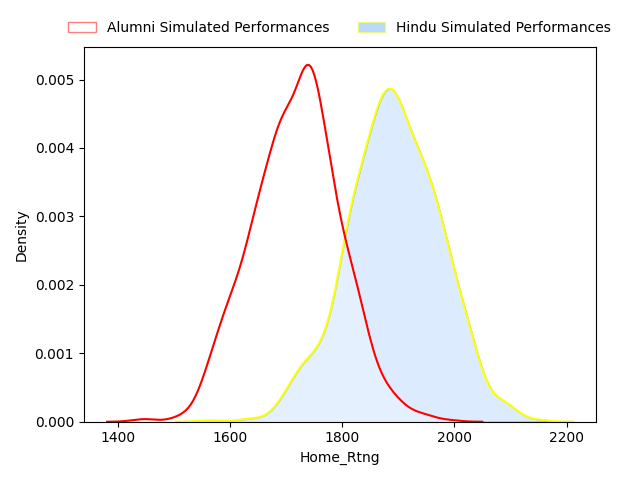 Alumni Simulated Performances Hindu Simulated Performances
0.005
0.004
0.003
0.002
0.001
0.000
Density
1400 1600 1800 2000 2200
Home_Rtng